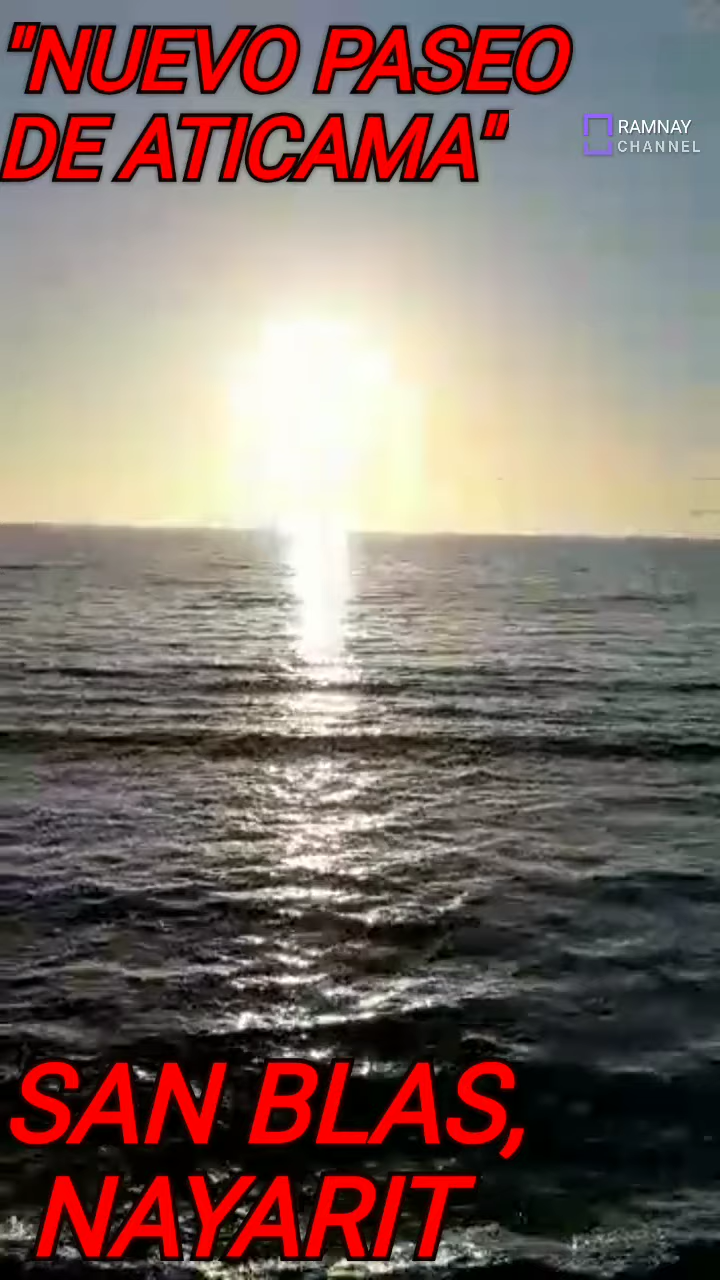 "NUEVO PASEO
DE ATICAMA"
RAMNAY
CHANNEL
SAN BLAS,
NAYARIT